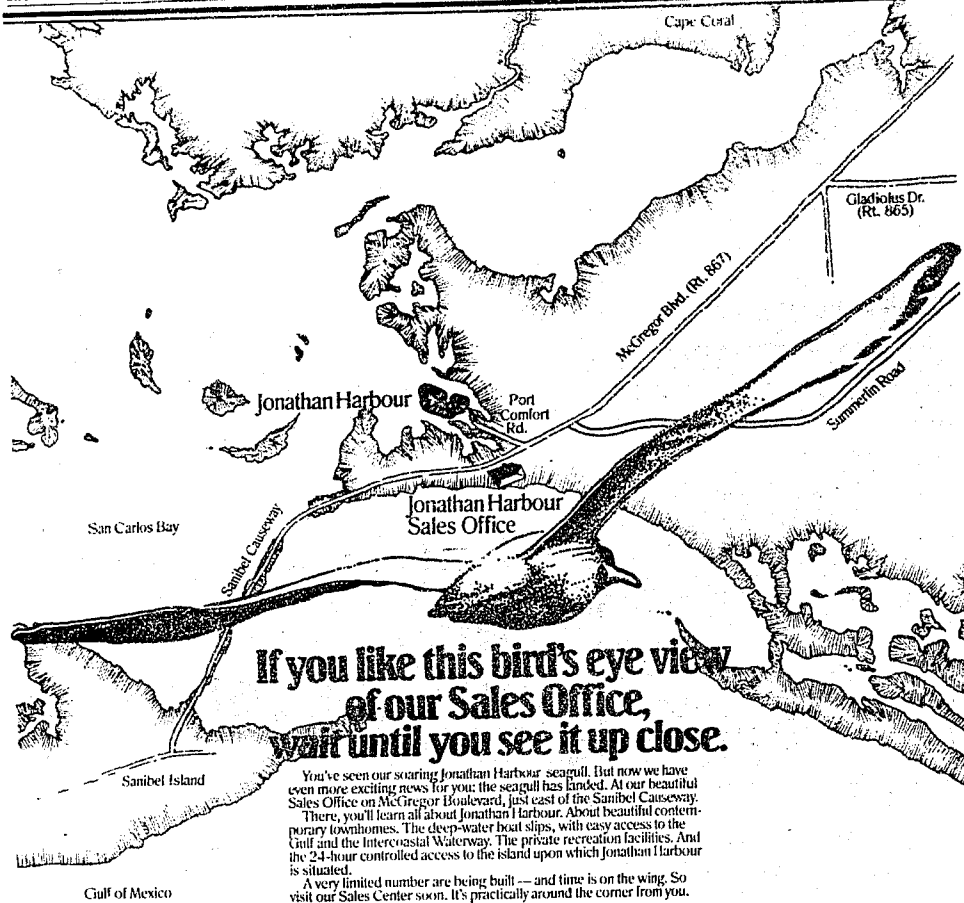 Cape Coral
Gladiolus Dr.
(Rt. 865)
McGregor Blvd. (Rt. 867)
Summerlin Road
Jonathan Harbour
Port
Comfort
Rd.
Jonathan Harbour
Sales Office
San Carlos Bay
Sanibel Causeway
If you like this bird's eye view
of our Sales Office,
wait until you see it up close.
Sanibel Island
You've seen our soaring Jonathan Harbour seagull. But now we have
even more exciting news for you: the seagull has landed. At our beautiful
Sales Office on McGregor Boulevard, just east of the Sanibel Causeway.
There, you'll learn all about Jonathan Harbour. About beautiful contem-
porary townhomes. The deep-water boat slips, with easy access to the
Gulf and the Intercoastal Waterway. The private recreation facilities. And
the 24-hour controlled access to the island upon which Jonathan Harbour
is situated.
A very limited number are being built — and time is on the wing. So
visit our Sales Center soon. It's practically around the corner from you.
Gulf of Mexico